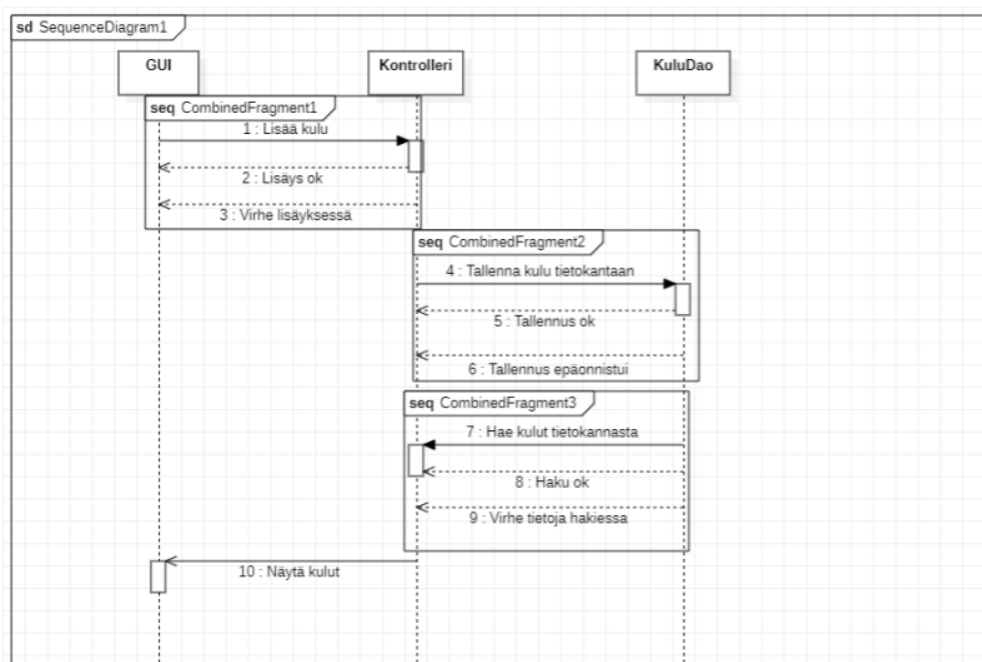 sd SequenceDiagram1
GUI
Kontrolleri
KuluDao
seq CombinedFragment1
1 : Lisää kulu
2 : Lisäys ok
3 : Virhe lisäyksessä
seq CombinedFragment2
4 : Tallenna kulu tietokantaan
5 : Tallennus ok
6 : Tallennus epäonnistui
seq CombinedFragment3
7 : Hae kulut tietokannasta
8 : Haku ok
9 : Virhe tietoja hakiessa
10 : Näytä kulut